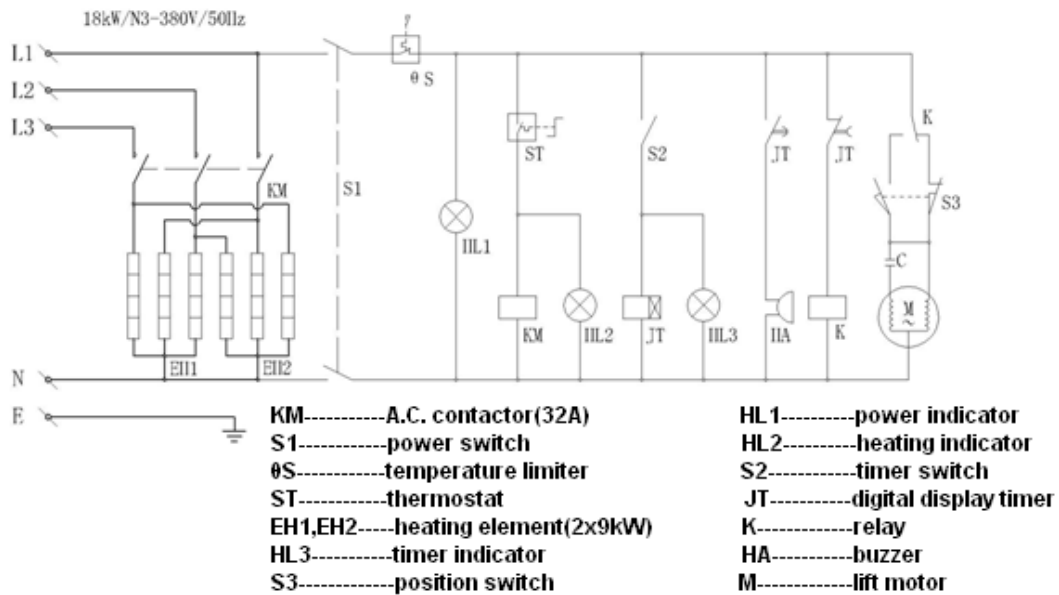 18kW/N3-380V/50Hz
L1
L2
L3
θS
K
ST
S2
JT
JT
KM
S1
S3
HL1
C
M
~
KM
HL2
JT
HL3
HA
K
EH1
EH2
N
E
KM-----------A.C. contactor(32A)
S1-----------power switch
θS-----------temperature limiter
ST-----------thermostat
EH1,EH2-----heating element(2x9kW)
HL3----------timer indicator
S3-----------position switch
HL1----------power indicator
HL2----------heating indicator
S2-----------timer switch
JT-----------digital display timer
K------------relay
HA-----------buzzer
M------------lift motor